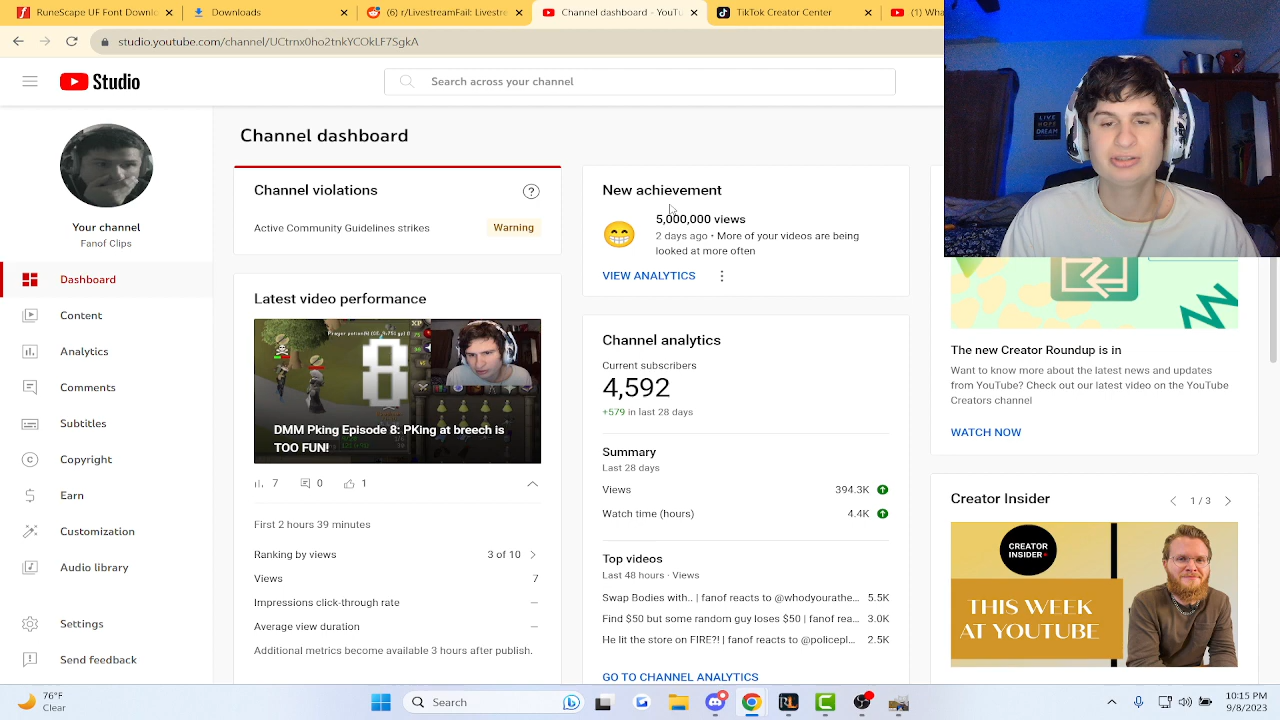 RuneScape - 2007 Fanof
Downloads
(6) /LivestreamFail: Livestre
Channel dashboard - YouTu
TikTok Creator Center
studio.youtube.com/channel/UCtrnx0ho2tnkYCOkLF7SgkA
Studio
Search across your channel
LIVE
HOPE
DREAM
Your channel
Fanof Clips
Dashboard
Content
Analytics
Comments
Subtitles
Copyright
Earn
Customization
Audio library
Settings
Send feedback
Channel dashboard
Channel violations
Active Community Guidelines strikes
Warning
Latest video performance
XP
DMM Pking Episode 8: PKing at breech is
SOO FUN!
7 0 1
First 2 hours 39 minutes
Ranking by views 3 of 10
Views 7
Impressions click-through rate —
Average view duration —
Additional metrics become available 3 hours after publish.
New achievement
5,000,000 views
2 days ago • More of your videos are being
looked at more often
VIEW ANALYTICS
Channel analytics
Current subscribers
4,592
+579 in last 28 days
Summary
Last 28 days
Views 394.3K
Watch time (hours) 4.4K
Top videos
Last 48 hours · Views
Swap Bodies with.. | fanof reacts to @whodyourathe... 5.5K
Find $50 but some random guy loses $50 | fanof rea... 3.0K
He lit the store on FIRE?! | fanof reacts to @policepl... 2.5K
GO TO CHANNEL ANALYTICS
The new Creator Roundup is in
Want to know more about the latest news and updates
from YouTube? Check out our latest video on the YouTube
Creators channel
WATCH NOW
Creator Insider
1 / 3
CREATOR
INSIDER
THIS WEEK
AT YOUTUBE
76°F
Clear
Search
10:15 PM
9/8/2023